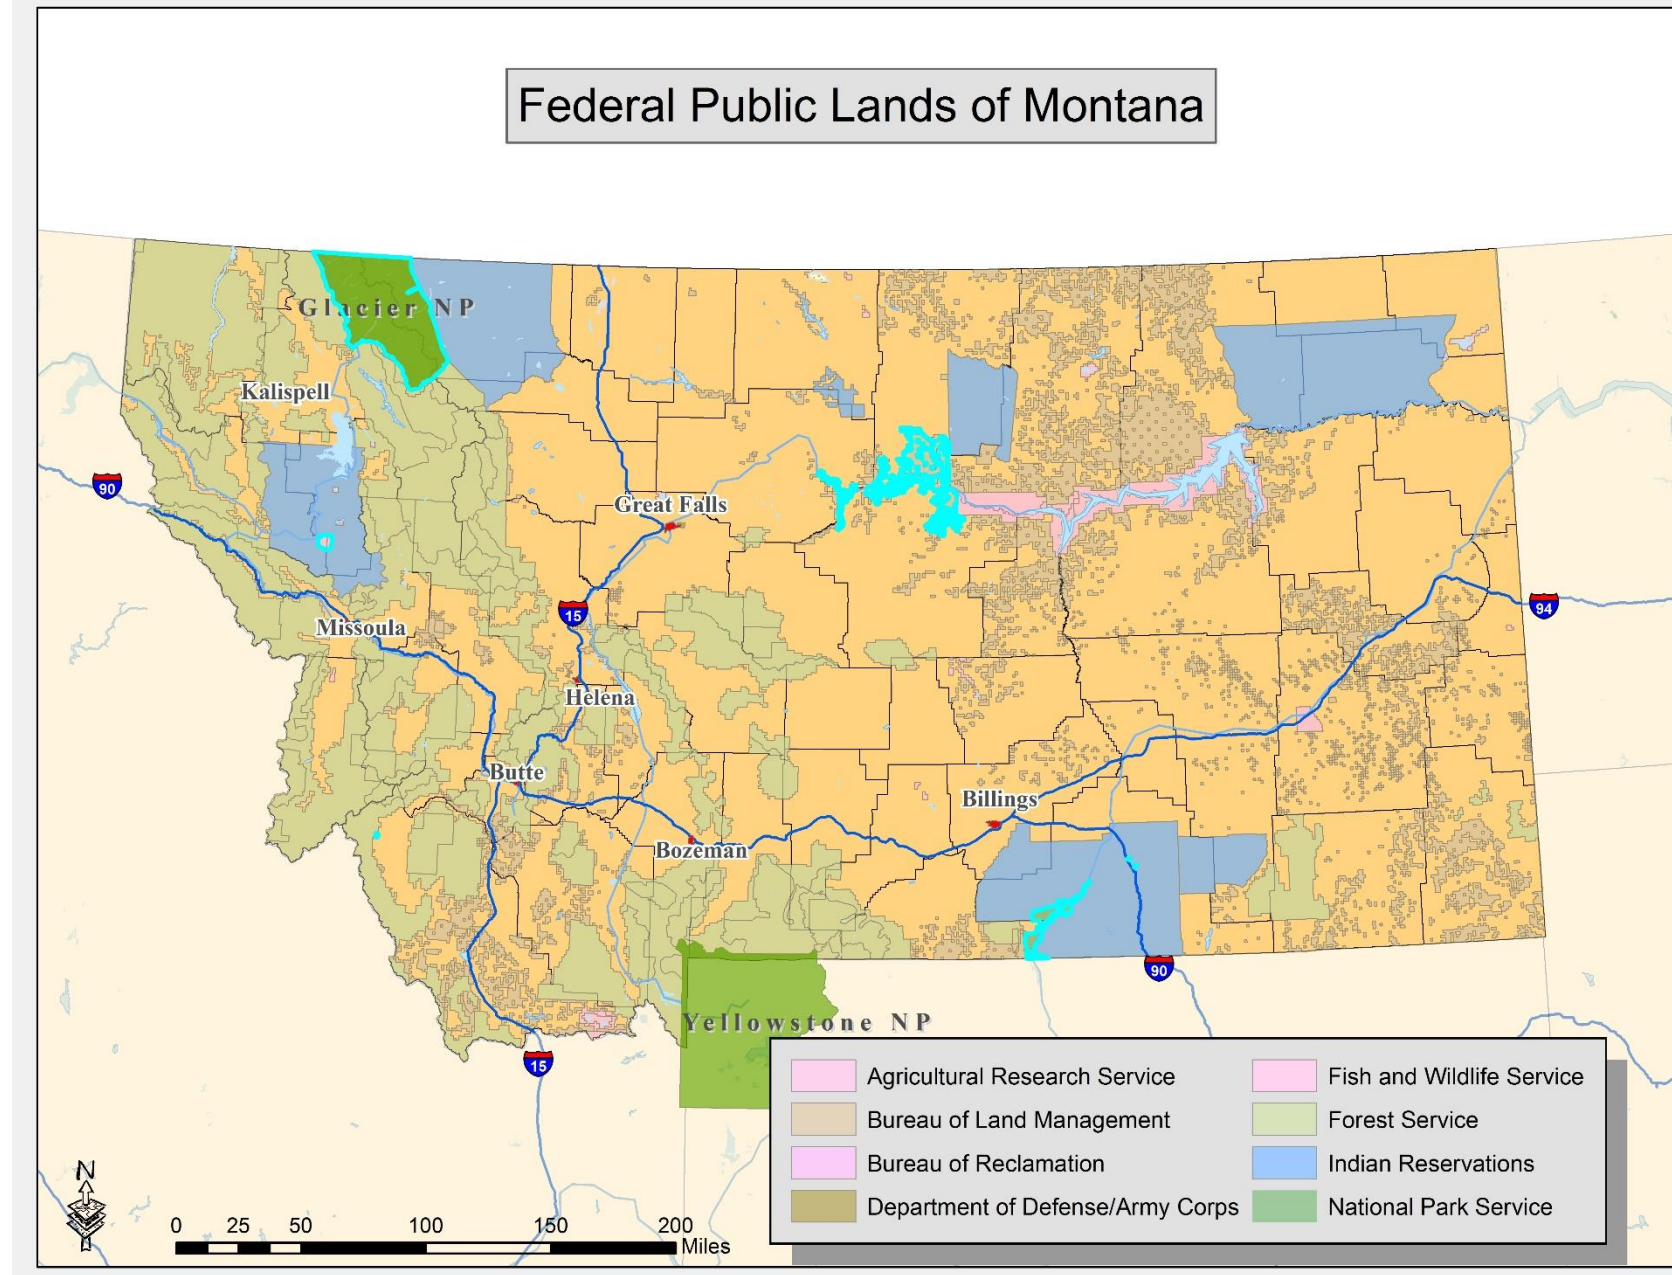 Federal Public Lands of Montana
Glacier NP
Kalispell
90
Great Falls
94
15
Missoula
Helena
Butte
Billings
Bozeman
90
Yellowstone NP
15
Agricultural Research Service
Fish and Wildlife Service
Bureau of Land Management
Forest Service
Bureau of Reclamation
Indian Reservations
Department of Defense/Army Corps
National Park Service
N
0 25 50 100 150 200
Miles